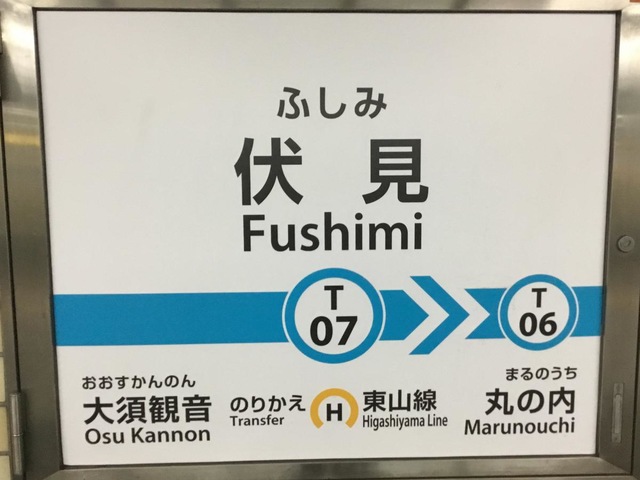 ふしみ
伏見
Fushimi
T
07
T
06
おおすかんのん
大須観音
Osu Kannon
のりかえ
Transfer
H
東山線
Higashiyama Line
まるのうち
丸の内
Marunouchi